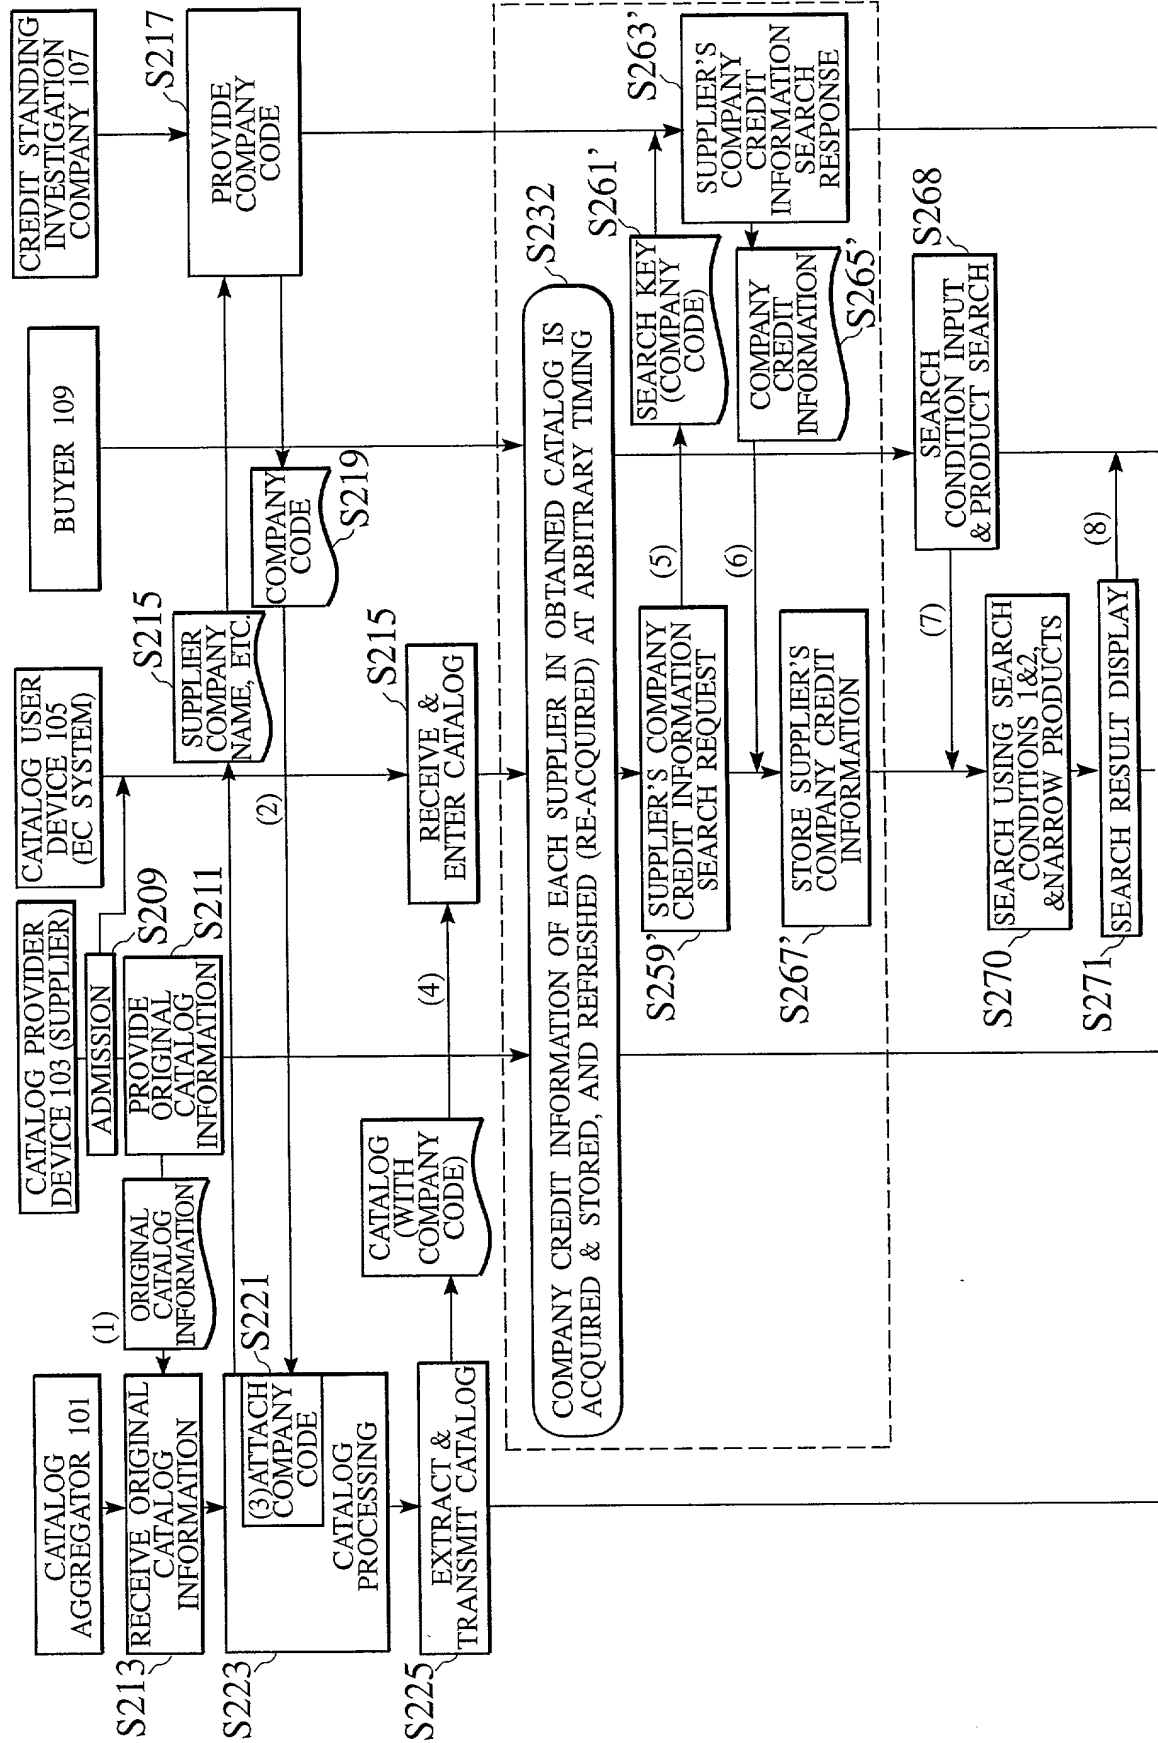 CATALOG
AGGREGATOR 101
CATALOG PROVIDER
DEVICE 103 (SUPPLIER)
CATALOG USER
DEVICE 105
(EC SYSTEM)
BUYER 109
CREDIT STANDING
INVESTIGATION
COMPANY 107
ADMISSION
S209
S213
RECEIVE ORIGINAL
CATALOG
INFORMATION
(1)
ORIGINAL
CATALOG
INFORMATION
PROVIDE
ORIGINAL
CATALOG
INFORMATION
S211
S215
SUPPLIER
COMPANY
NAME, ETC.
S217
PROVIDE
COMPANY
CODE
S223
(3)ATTACH
COMPANY
CODE
S221
CATALOG
PROCESSING
(2)
COMPANY
CODE
S219
S225
EXTRACT &
TRANSMIT CATALOG
CATALOG
(WITH
COMPANY
CODE)
(4)
RECEIVE &
ENTER CATALOG
S215
S232
COMPANY CREDIT INFORMATION OF EACH SUPPLIER IN OBTAINED CATALOG IS
ACQUIRED & STORED, AND REFRESHED (RE-ACQUIRED) AT ARBITRARY TIMING
S259'
SUPPLIER'S COMPANY
CREDIT INFORMATION
SEARCH REQUEST
(5)
SEARCH KEY
(COMPANY
CODE)
S261'
SUPPLIER'S
COMPANY
CREDIT
INFORMATION
SEARCH
RESPONSE
S263'
S267'
STORE SUPPLIER'S
COMPANY CREDIT
INFORMATION
(6)
COMPANY
CREDIT
INFORMATION
S265'
(7)
SEARCH
CONDITION INPUT
& PRODUCT SEARCH
S268
S270
SEARCH USING SEARCH
CONDITIONS 1&2,
&NARROW PRODUCTS
S271
SEARCH RESULT DISPLAY
(8)